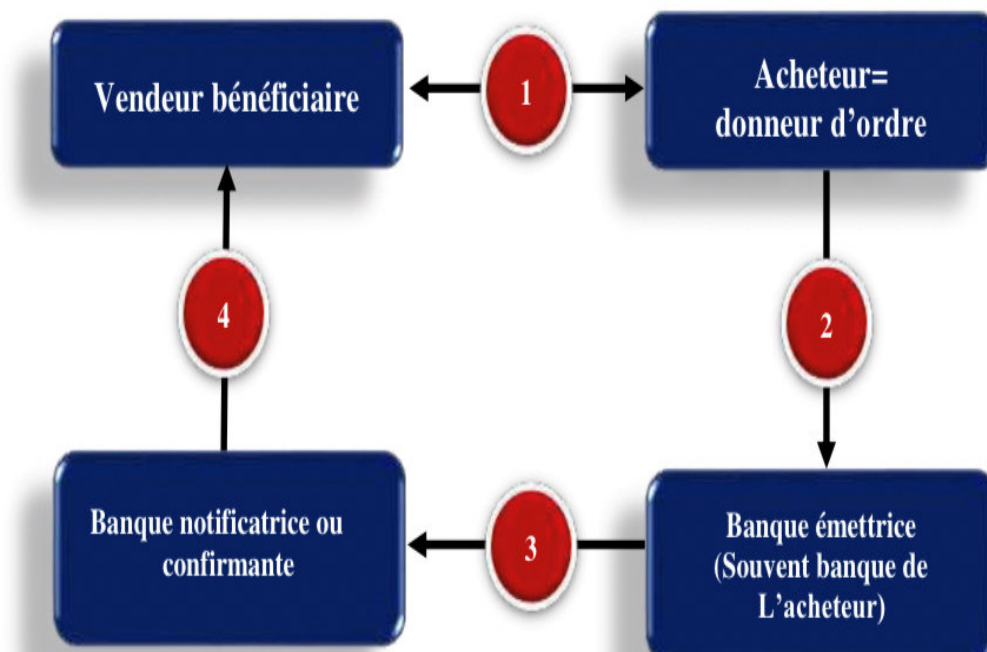 Vendeur bénéficiaire
1
Acheteur=
donneur d'ordre
4
2
Banque notificatrice ou
confirmante
3
Banque émettrice
(Souvent banque de
L'acheteur)